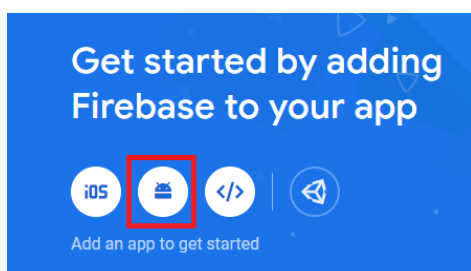 Get started by adding
Firebase to your app
iOS </>
Add an app to get started